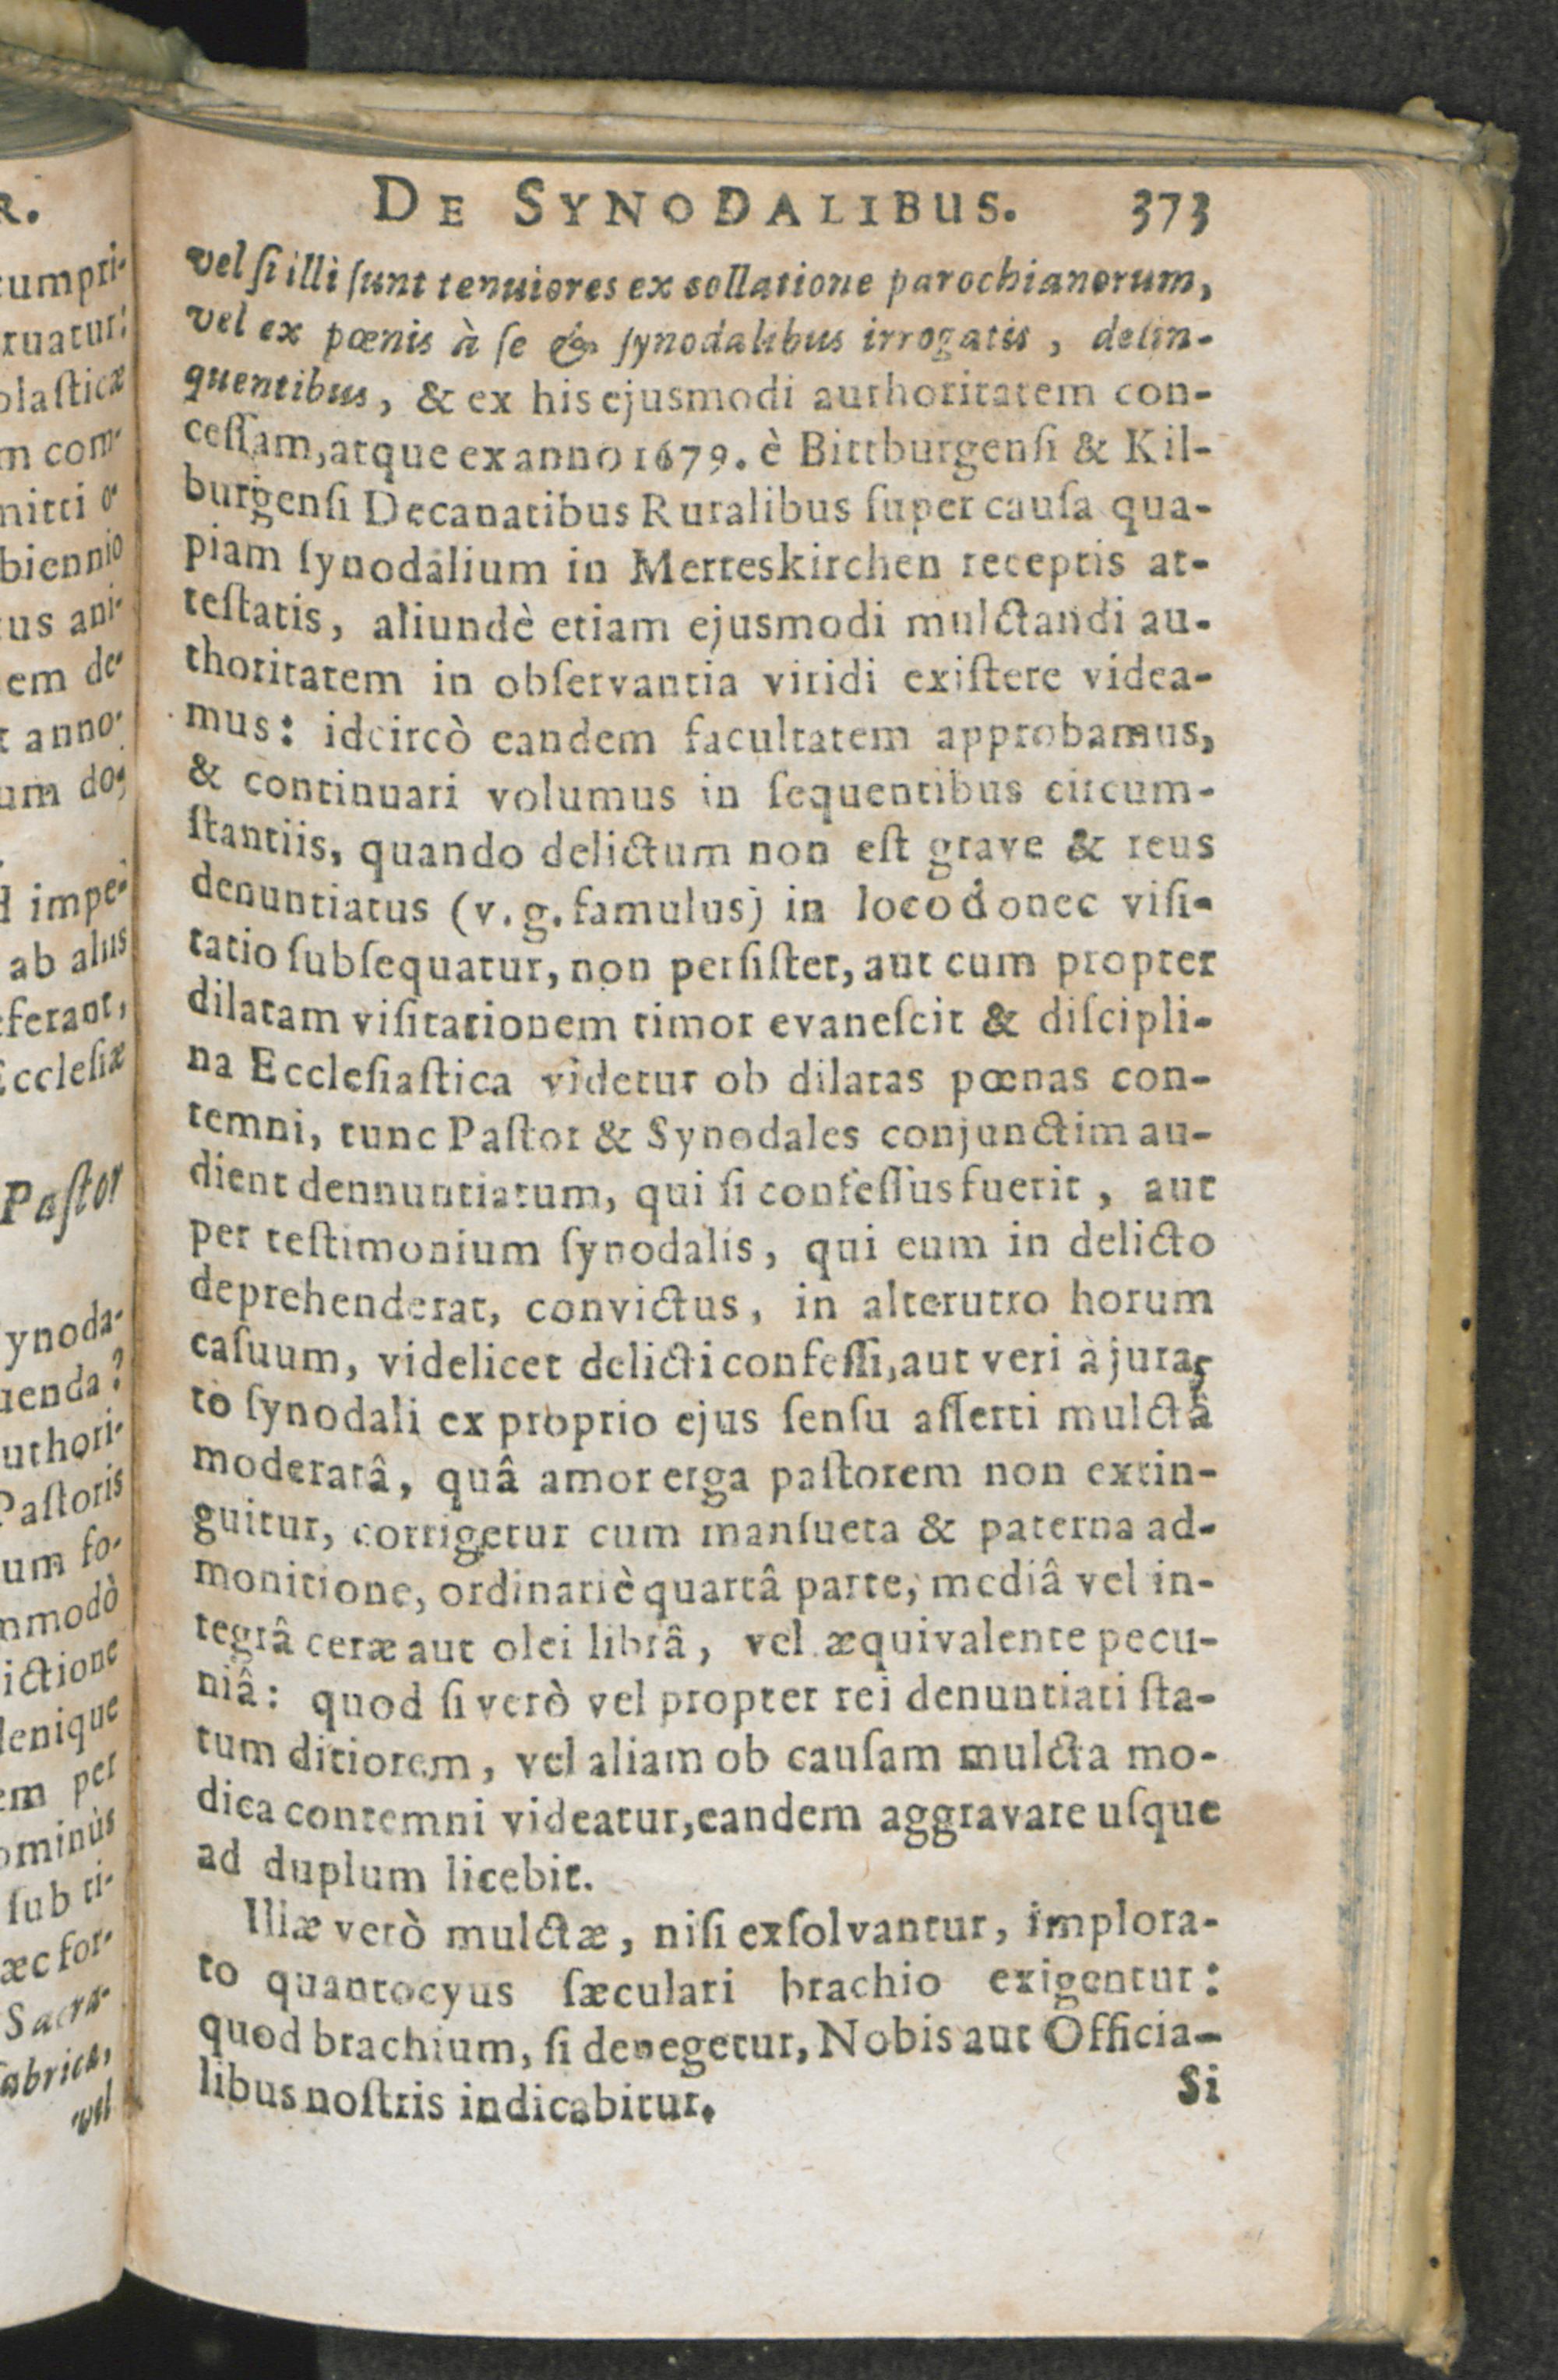 DE SYNODALIBUS. 373
vel ſi illi ſunt tenuiores ex collatione parochianorum,
vel ex pœnis à ſe & ſynodalibus irrogatis, delin-
quentibus, & ex his ejusmodi authoritatem con-
ceſſam, atque ex anno 1679. è Bittburgenſi & Kil-
burgenſi Decanatibus Ruralibus ſuper cauſa qua-
piam ſynodalium in Metteskirchen receptis at-
teſtatis, aliundè etiam ejusmodi mulctandi au-
thoritatem in obſervantia viridi exiſtere videa-
mus: idcircò eandem facultatem approbamus,
& continuari volumus in ſequentibus circum-
ſtantiis, quando delictum non eſt grave & reus
denuntiatus (v. g. famulus) in loco donec viſi-
tatio ſubſequatur, non perſiſtet, aut cum propter
dilatam viſitationem timor evaneſcit & diſcipli-
na Eccleſiaſtica videtur ob dilatas pœnas con-
temni, tunc Paſtor & Synodales conjunctim au-
dient dennuntiatum, qui ſi confeſſus fuerit, aut
per teſtimonium ſynodalis, qui eum in delicto
deprehenderat, convictus, in alterutro horum
caſuum, videlicet delicti confeſſi, aut veri à jura-
to ſynodali ex proprio ejus ſenſu aſſerti mulctâ
moderatâ, quâ amor erga paſtorem non extin-
guitur, corrigetur cum manſueta & paterna ad-
monitione, ordinariè quartâ parte, mediâ vel in-
tegrâ ceræ aut olei librâ, vel æquivalente pecu-
niâ: quod ſi verò vel propter rei denuntiati ſta-
tum ditiorem, vel aliam ob cauſam mulcta mo-
dica contemni videatur, eandem aggravare uſque
ad duplum licebit.
Illæ verò mulctæ, niſi exſolvantur, implora-
to quantocyus ſæculari brachio exigentur:
quod brachium, ſi denegetur, Nobis aut Officia-
libus noſtris indicabitur.
Si